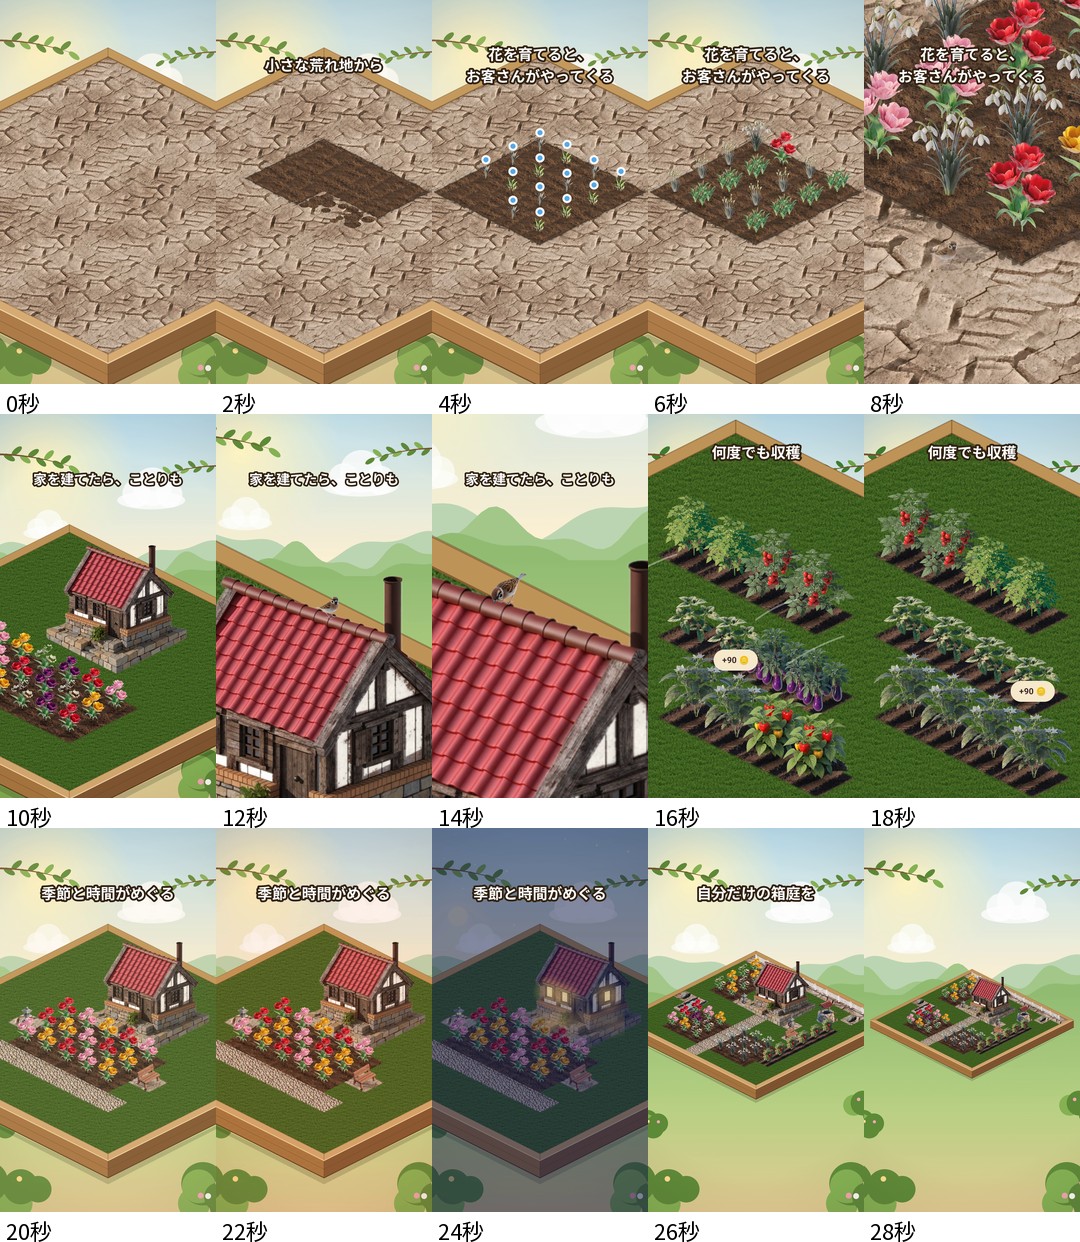 小さな荒れ地から
花を育てると、
お客さんがやってくる
花を育てると、
お客さんがやってくる
花を育てると、
お客さんがやってくる
0秒
2秒
4秒
6秒
8秒
家を建てたら、ことりも
家を建てたら、ことりも
家を建てたら、ことりも
何度でも収穫
何度でも収穫
+90
+90
10秒
12秒
14秒
16秒
18秒
季節と時間がめぐる
季節と時間がめぐる
季節と時間がめぐる
自分だけの箱庭を
20秒
22秒
24秒
26秒
28秒